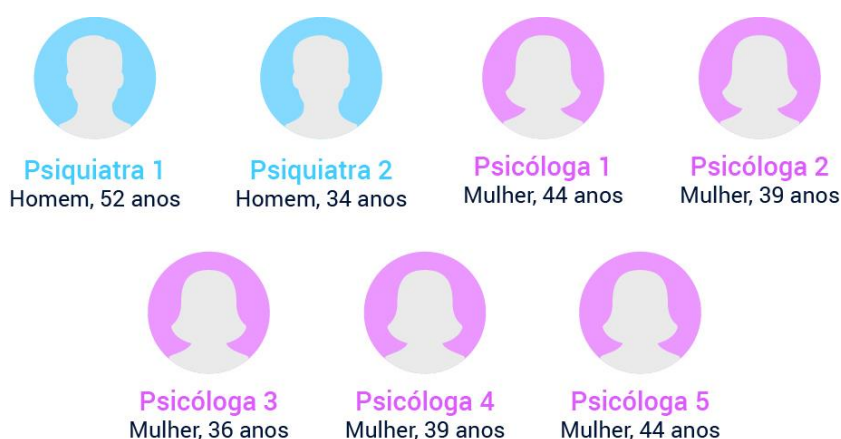 Psiquiatra 1
Homem, 52 anos
Psiquiatra 2
Homem, 34 anos
Psicóloga 1
Mulher, 44 anos
Psicóloga 2
Mulher, 39 anos
Psicóloga 3
Mulher, 36 anos
Psicóloga 4
Mulher, 39 anos
Psicóloga 5
Mulher, 44 anos